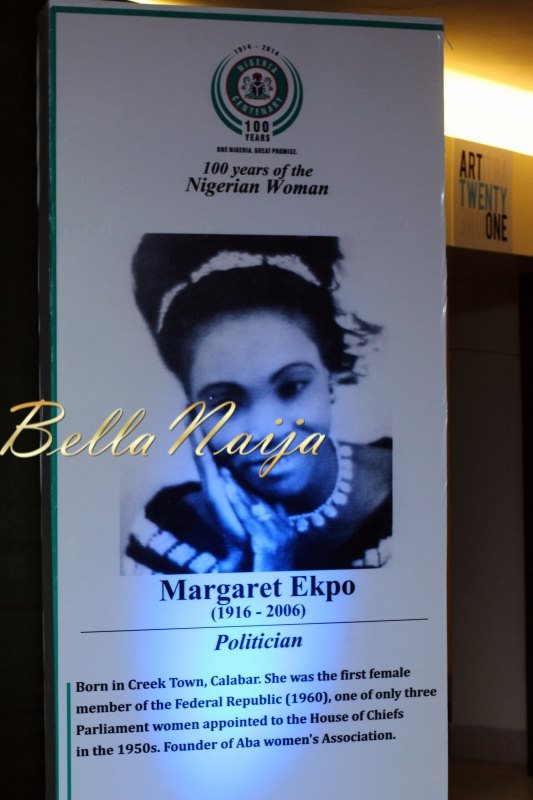 1914 - 2014
NIGERIA
CENTENARY
100
YEARS
ONE NIGERIA. GREAT PROMISE.
100 years of the
Nigerian Woman
ART
TWENTY
ONE
BellaNaija
Margaret Ekpo
(1916 - 2006)
Politician
Born in Creek Town, Calabar. She was the first female
member of the Federal Republic (1960), one of only three
Parliament women appointed to the House of Chiefs
in the 1950s. Founder of Aba women's Association.